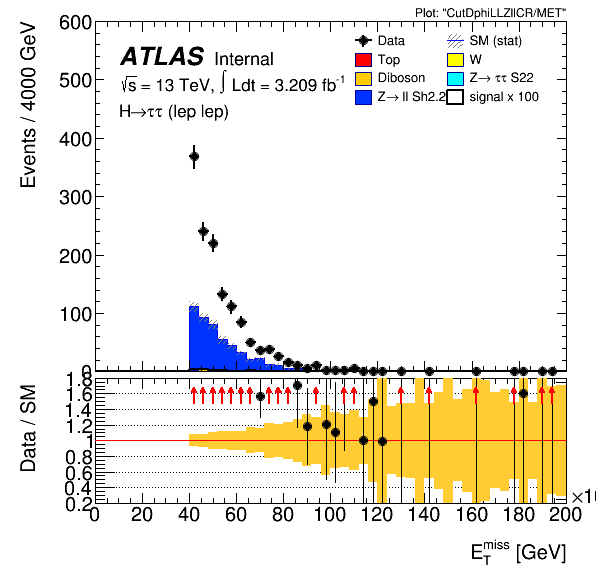 Plot: "CutDphiLLZllCR/MET"
Events / 4000 GeV
600
500
400
300
200
100
0
ATLAS Internal
√s = 13 TeV, ∫ Ldt = 3.209 fb⁻¹
H→ττ (lep lep)
Data
SM (stat)
Top
W
Diboson
Z→ ττ S22
Z→ ll Sh2.2
signal x 100
Data / SM
1.8
1.6
1.4
1.2
1
0.8
0.6
0.4
0.2
0 20 40 60 80 100 120 140 160 180 200
×10
E_T^miss [GeV]